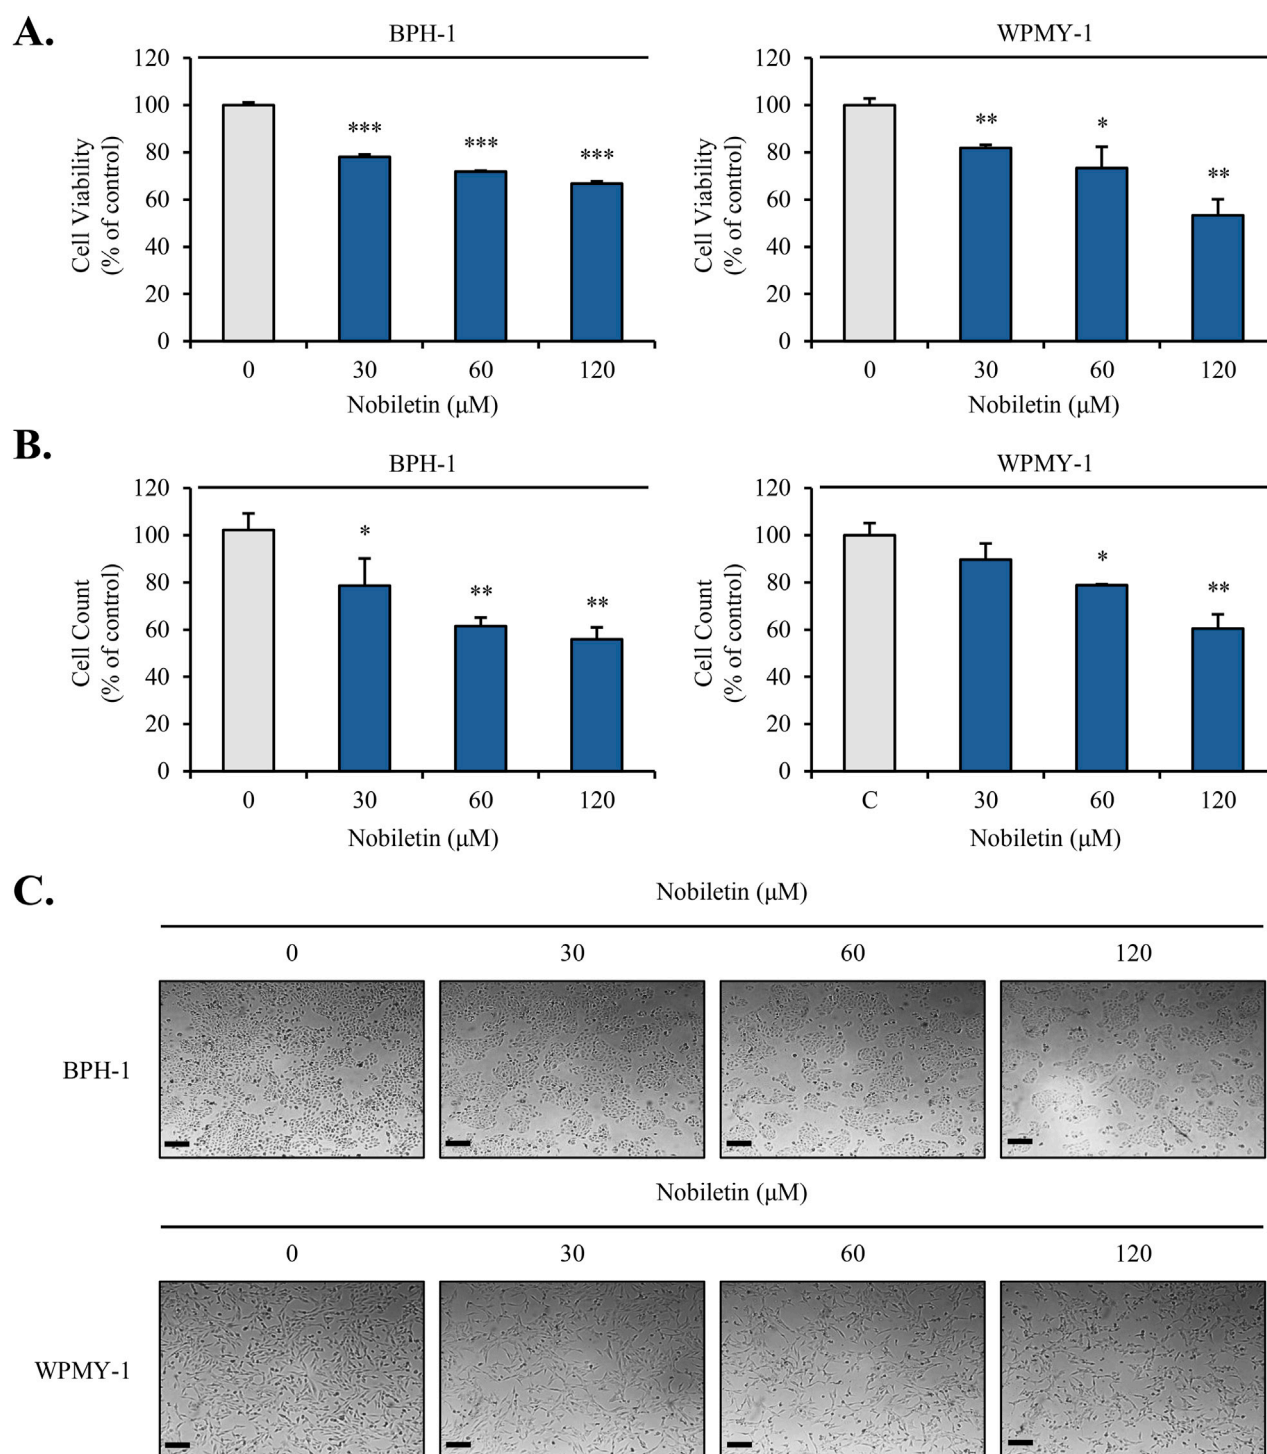 A.
BPH-1
120
100
80
60
40
20
0
Cell Viability
(% of control)
***
***
***
0 30 60 120
Nobiletin (μM)
WPMY-1
120
100
80
60
40
20
0
Cell Viability
(% of control)
**
*
**
0 30 60 120
Nobiletin (μM)
B.
BPH-1
120
100
80
60
40
20
0
Cell Count
(% of control)
*
**
**
0 30 60 120
Nobiletin (μM)
WPMY-1
120
100
80
60
40
20
0
Cell Count
(% of control)
*
**
C 30 60 120
Nobiletin (μM)
C.
Nobiletin (μM)
0 30 60 120
BPH-1
Nobiletin (μM)
0 30 60 120
WPMY-1